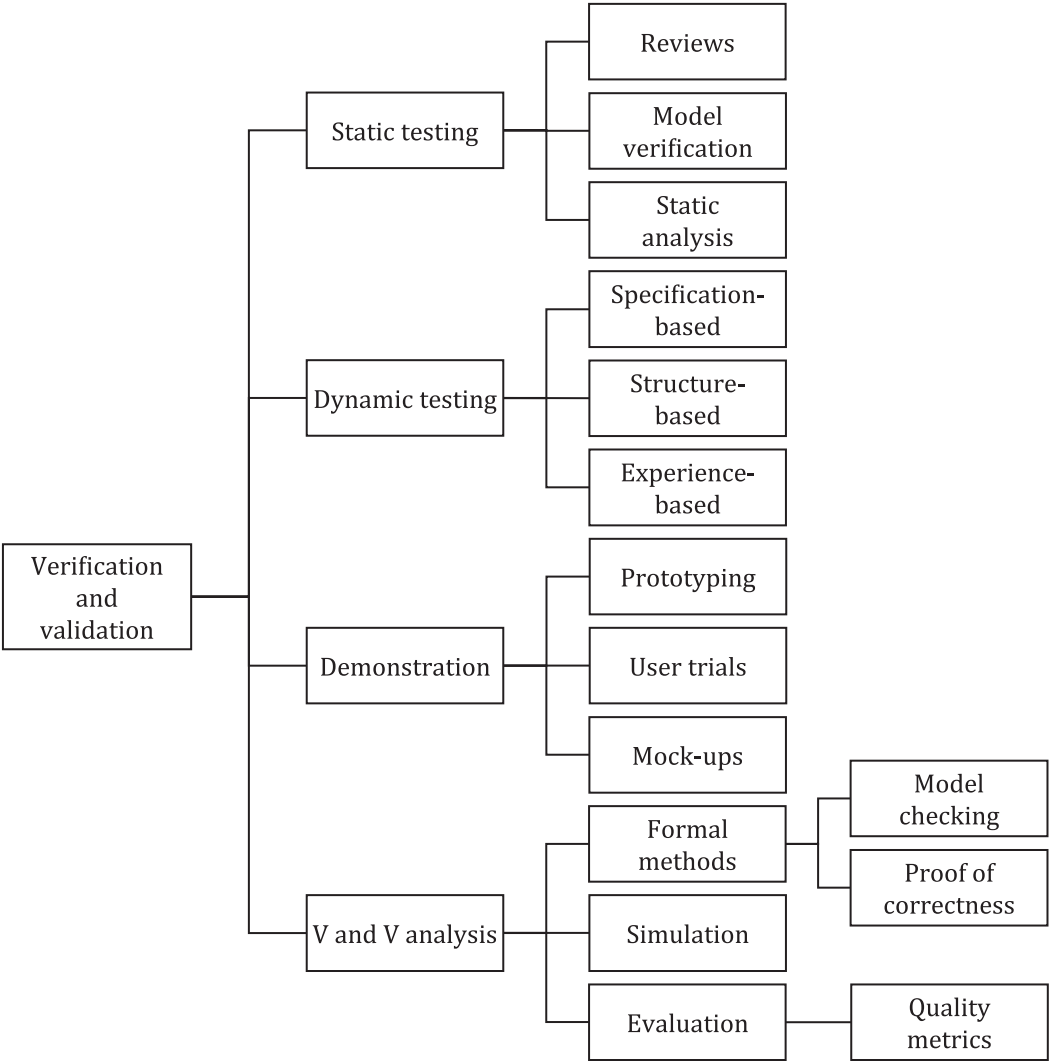 Reviews
Static testing
Model
verification
Static
analysis
Specification-
based
Dynamic testing
Structure-
based
Experience-
based
Verification
and
validation
Prototyping
Demonstration
User trials
Mock-ups
Model
checking
Formal
methods
Proof of
correctness
V and V analysis
Simulation
Evaluation
Quality
metrics